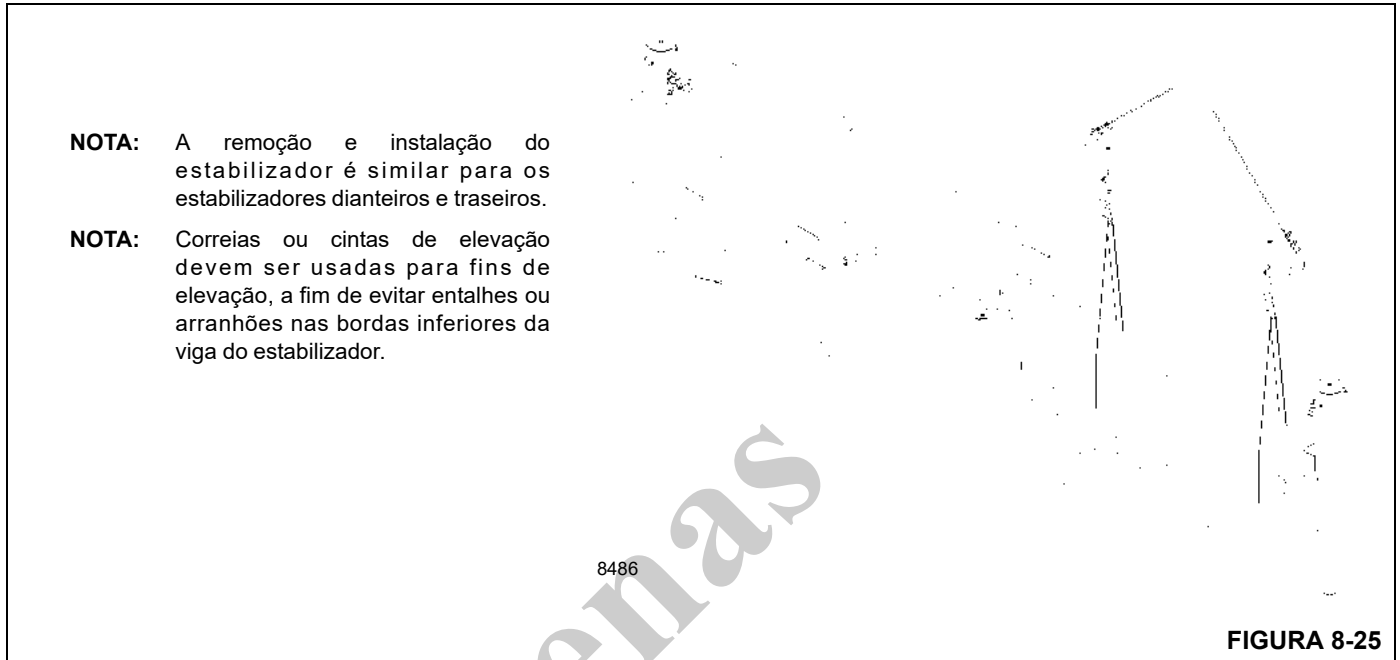 NOTA: A remoção e instalação do
estabilizador é similar para os
estabilizadores dianteiros e traseiros.
NOTA: Correias ou cintas de elevação
devem ser usadas para fins de
elevação, a fim de evitar entalhes ou
arranhões nas bordas inferiores da
viga do estabilizador.
8486
enas
FIGURA 8-25